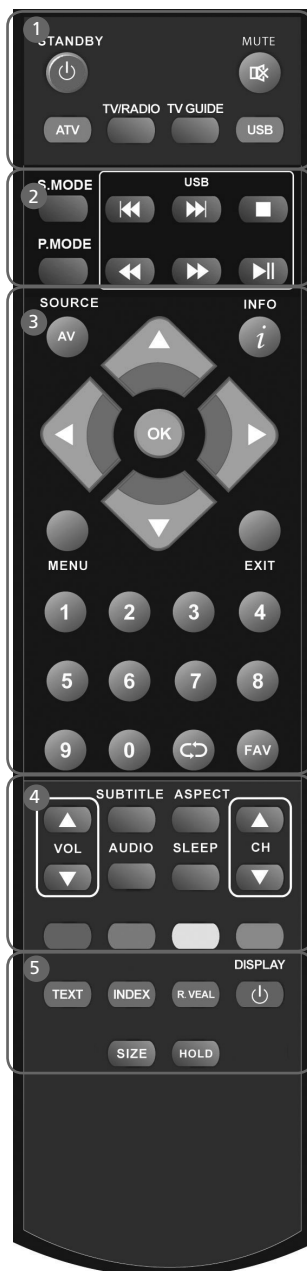 1
STANDBY MUTE
TV/RADIO TV GUIDE
ATV USB
2
S.MODE USB
P.MODE
SOURCE INFO
3
AV i
OK
MENU EXIT
1 2 3 4
5 6 7 8
9 0 FAV
4
SUBTITLE ASPECT
VOL AUDIO SLEEP CH
5
DISPLAY
TEXT INDEX R.VEAL
SIZE HOLD